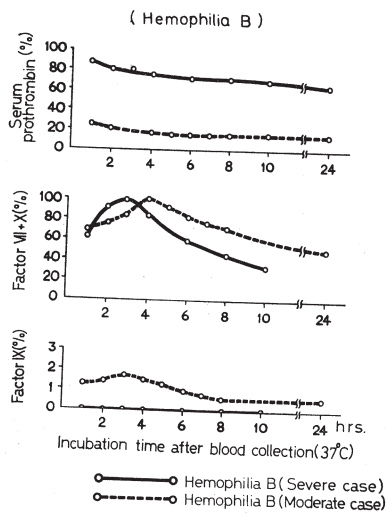 ( Hemophilia B )
Serum prothrombin (%)
100
80
60
40
20
0
2 4 6 8 10 24
Factor VII+X(%)
100
80
60
40
20
0
2 4 6 8 10 24
Factor IX(%)
3
2
1
0
2 4 6 8 10 24 hrs.
Incubation time after blood collection(37°C)
Hemophilia B (Severe case)
Hemophilia B (Moderate case)